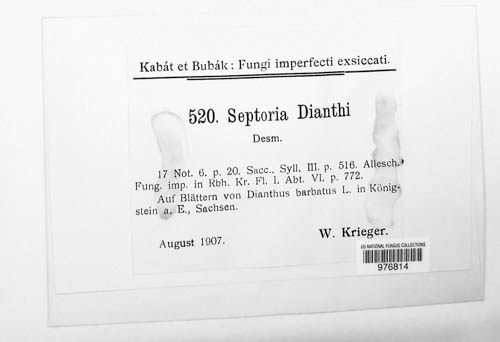 Kabát et Bubák: Fungi imperfecti exsiccati.
520. Septoria Dianthi
Desm.
17 Not. 6. p. 20. Sacc., Syll. III. p. 516. Allesch.
Fung. imp. in Rbh. Kr. Fl. I. Abt. VI. p. 772.
Auf Blättern von Dianthus barbatus L. in König-
stein a. E., Sachsen.
August 1907.
W. Krieger.
US NATIONAL FUNGUS COLLECTIONS
976814